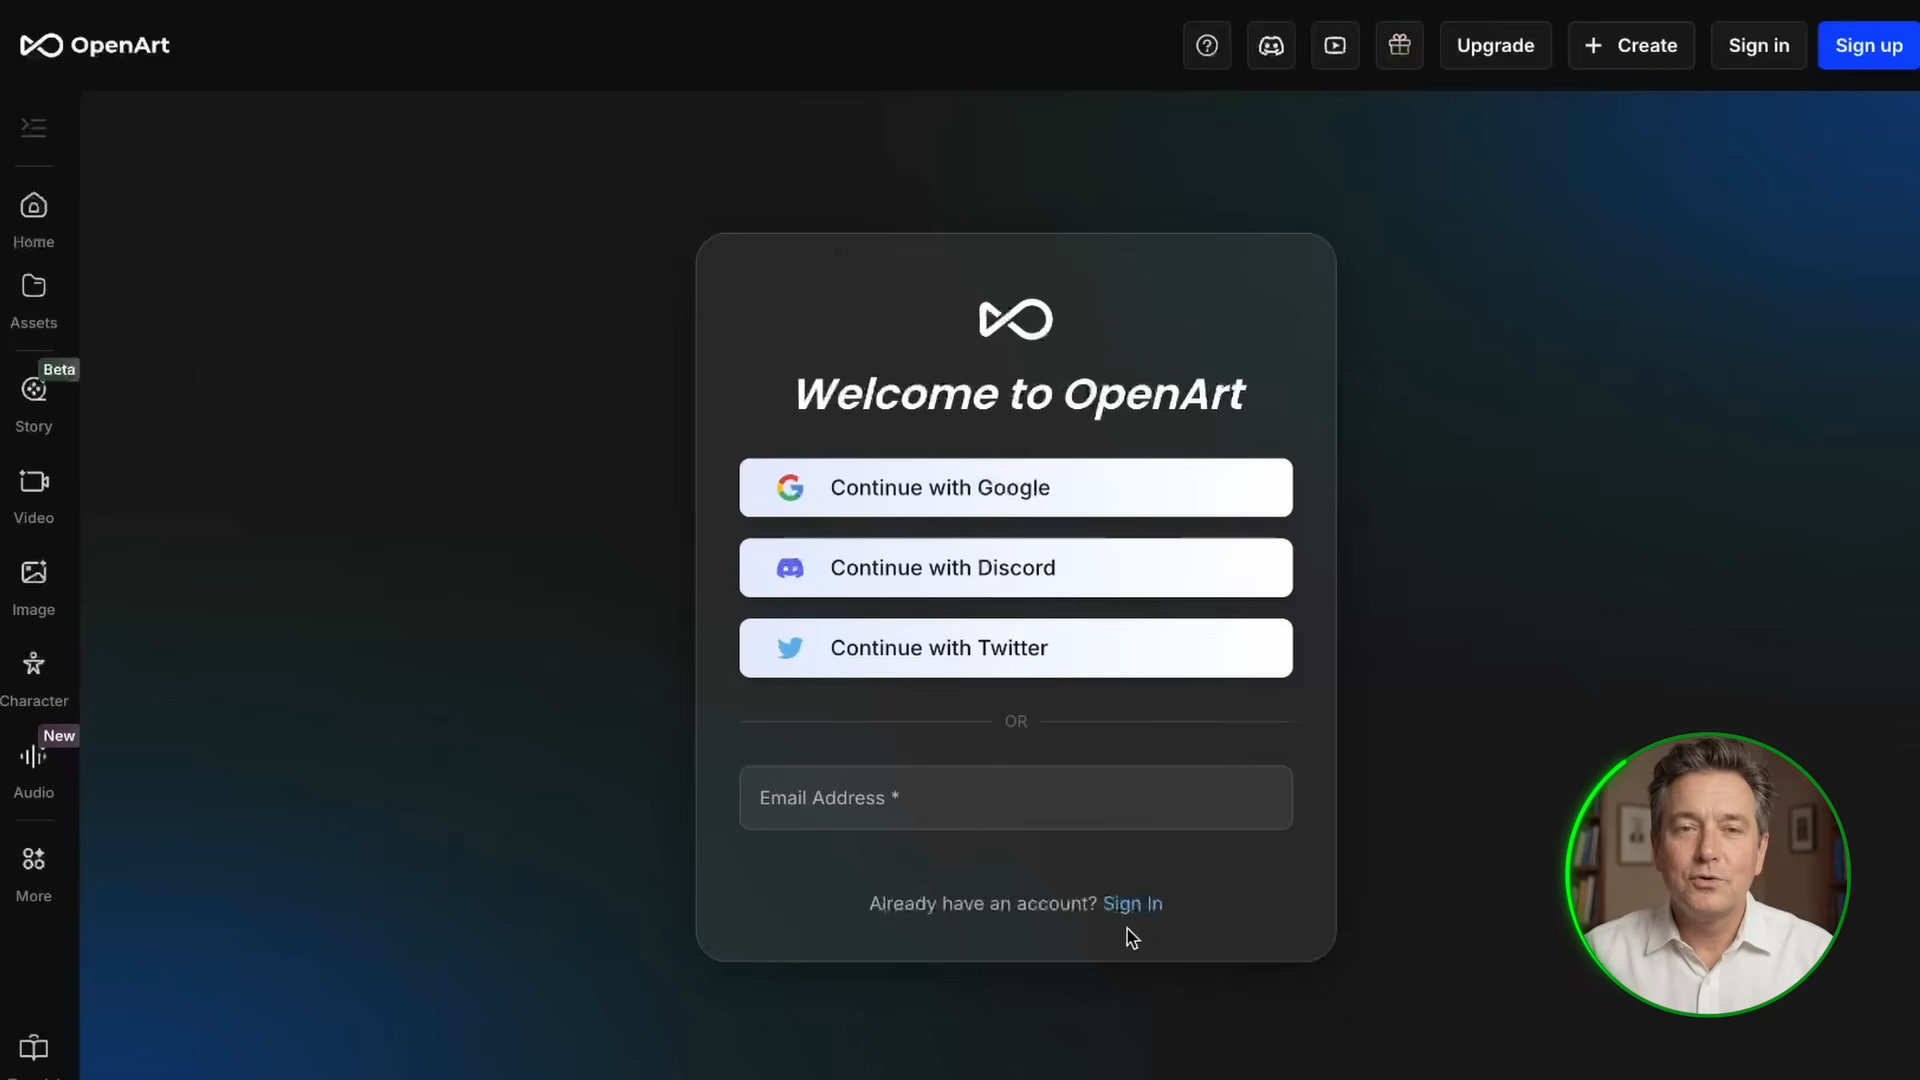 OpenArt
Upgrade
+ Create
Sign in
Sign up
Home
Assets
Beta
Story
Video
Image
Character
New
Audio
More
Welcome to OpenArt
Continue with Google
Continue with Discord
Continue with Twitter
OR
Email Address *
Already have an account? Sign In